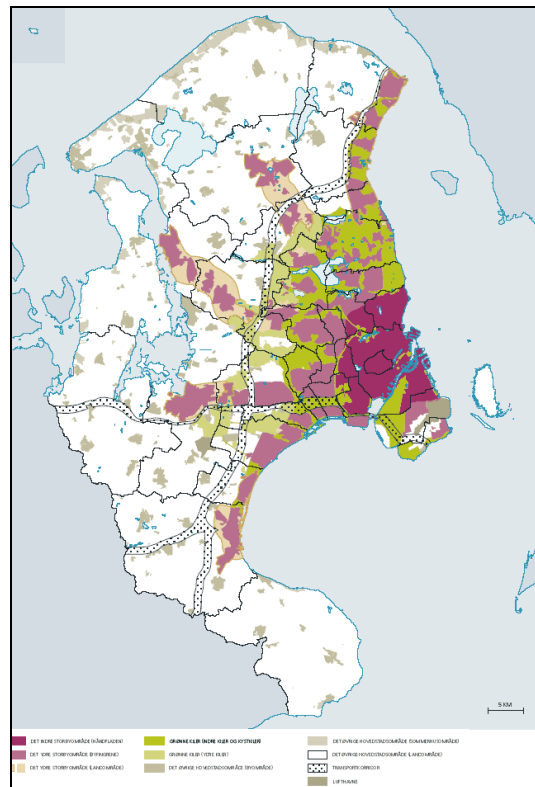 5 KM
DET INDRE STORBYOMRÅDE (HÅNDFLADEN)
DET YDRE STORBYOMRÅDE (BYFINGRENE)
DET YDRE STORBYOMRÅDE (LANDOMRÅDE)
GRØNNE KILER (INDRE KILER OG KYSTKILER)
GRØNNE KILER (YDRE KILER)
DET ØVRIGE HOVEDSTADSOMRÅDE (BYOMRÅDE)
DET ØVRIGE HOVEDSTADSOMRÅDE (SOMMERHUSOMRÅDE)
DET ØVRIGE HOVEDSTADSOMRÅDE (LANDOMRÅDE)
TRANSPORTKORRIDOR
LUFTHAVNE